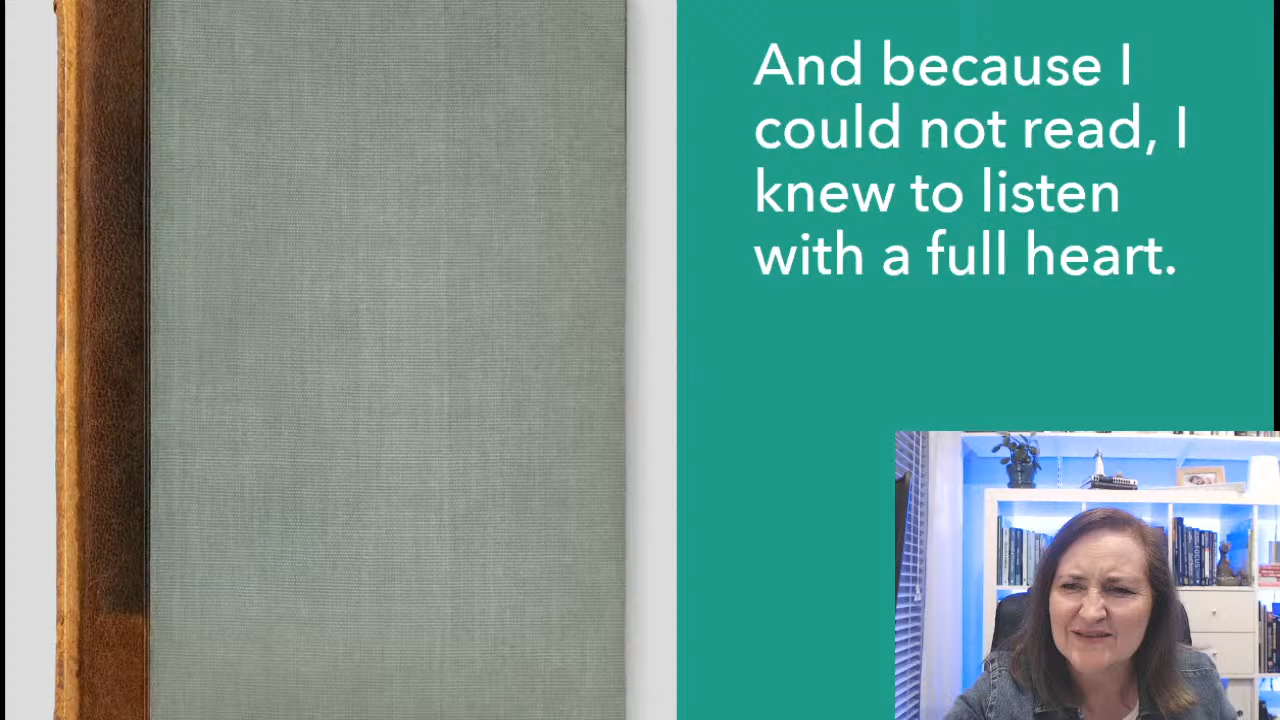 And because I
could not read, I
knew to listen
with a full heart.